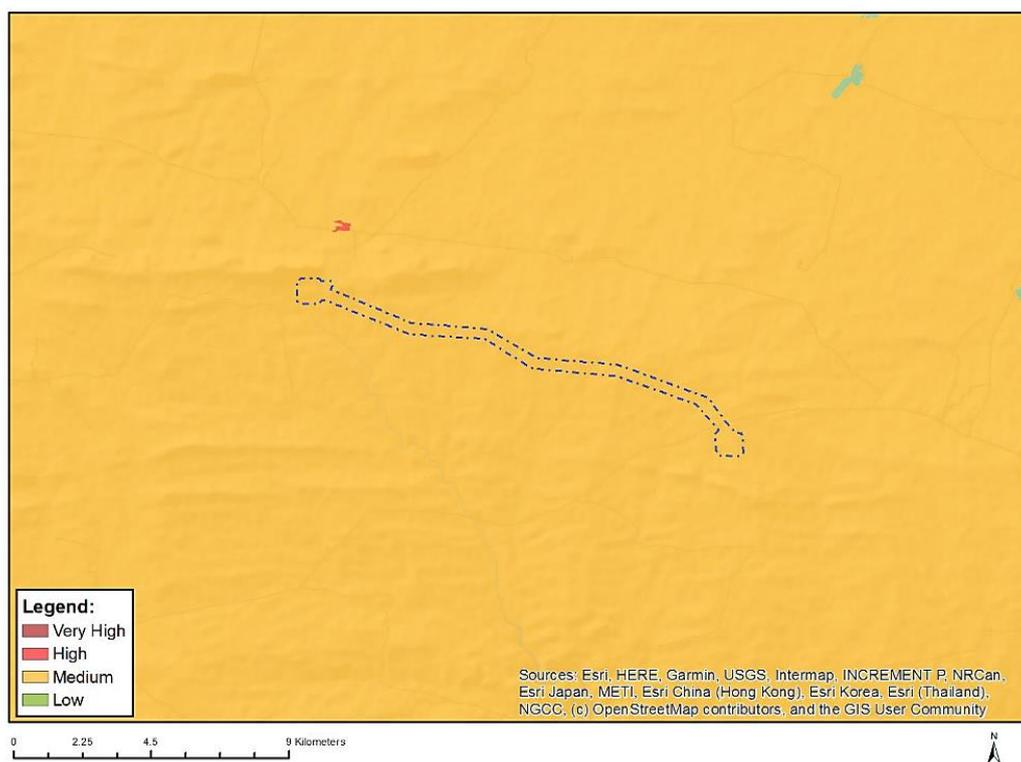 Legend:
Very High
High
Medium
Low
Sources: Esri, HERE, Garmin, USGS, Intermap, INCREMENT P, NRCan,
Esri Japan, METI, Esri China (Hong Kong), Esri Korea, Esri (Thailand),
NGCC, (c) OpenStreetMap contributors, and the GIS User Community
0 2.25 4.5 9 Kilometers
N